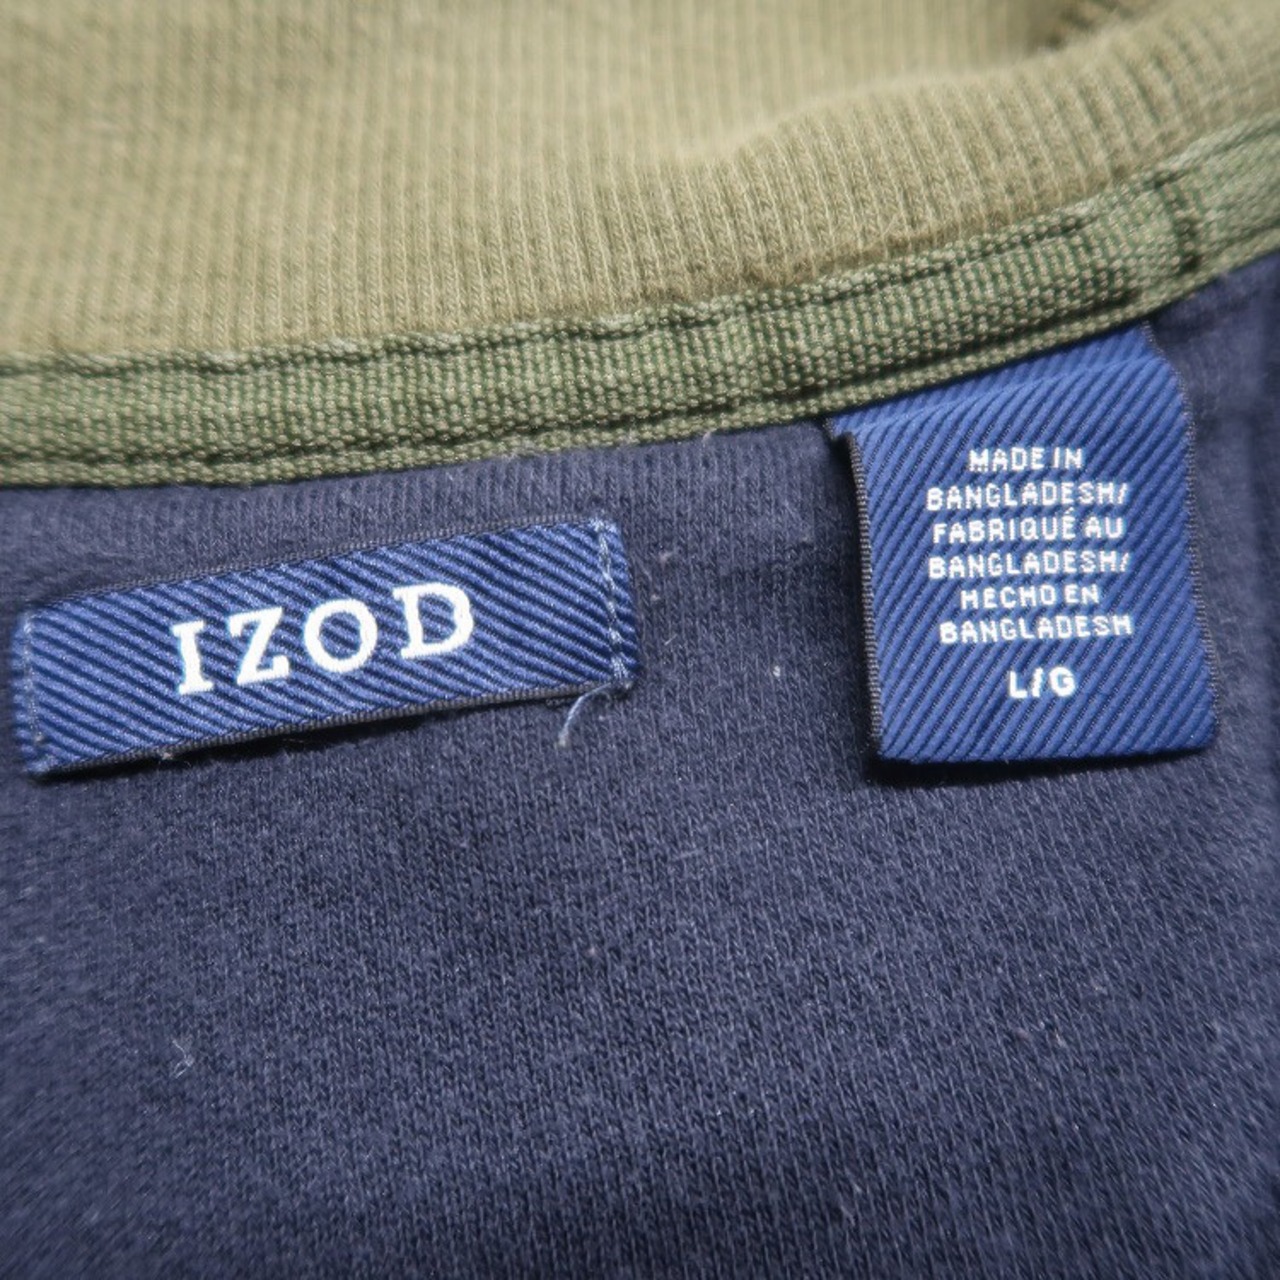 IZOD
MADE IN
BANGLADESH/
FABRIQUÉ AU
BANGLADESH/
HECHO EN
BANGLADESH
L/G